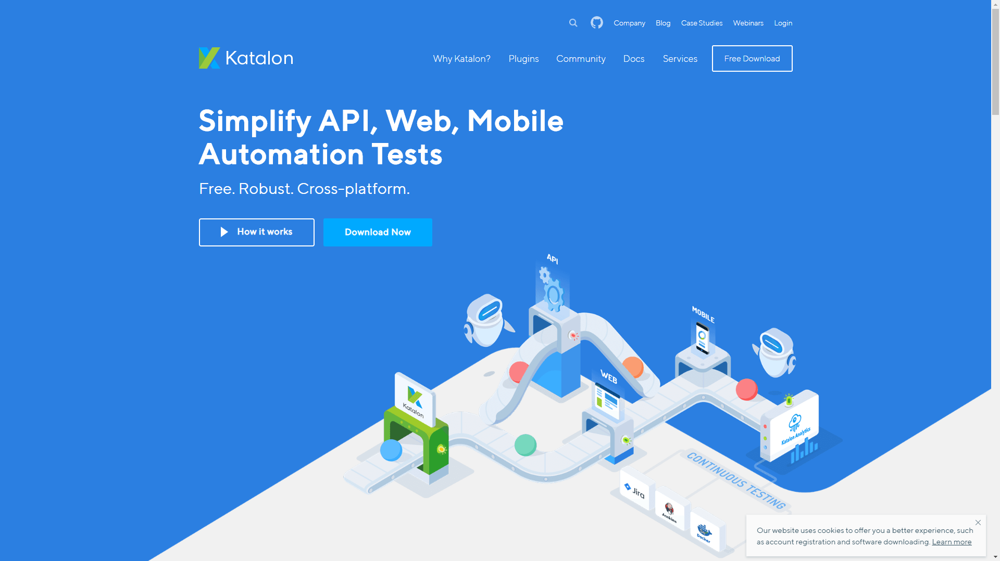 Company Blog Case Studies Webinars Login
Katalon
Why Katalon? Plugins Community Docs Services Free Download
Simplify API, Web, Mobile
Automation Tests
Free. Robust. Cross-platform.
How it works
Download Now
API
MOBILE
WEB
Katalon
Katalon Analytics
CONTINUOUS TESTING
Jira
Jenkins
Docker
Our website uses cookies to offer you a better experience, such
as account registration and software downloading. Learn more